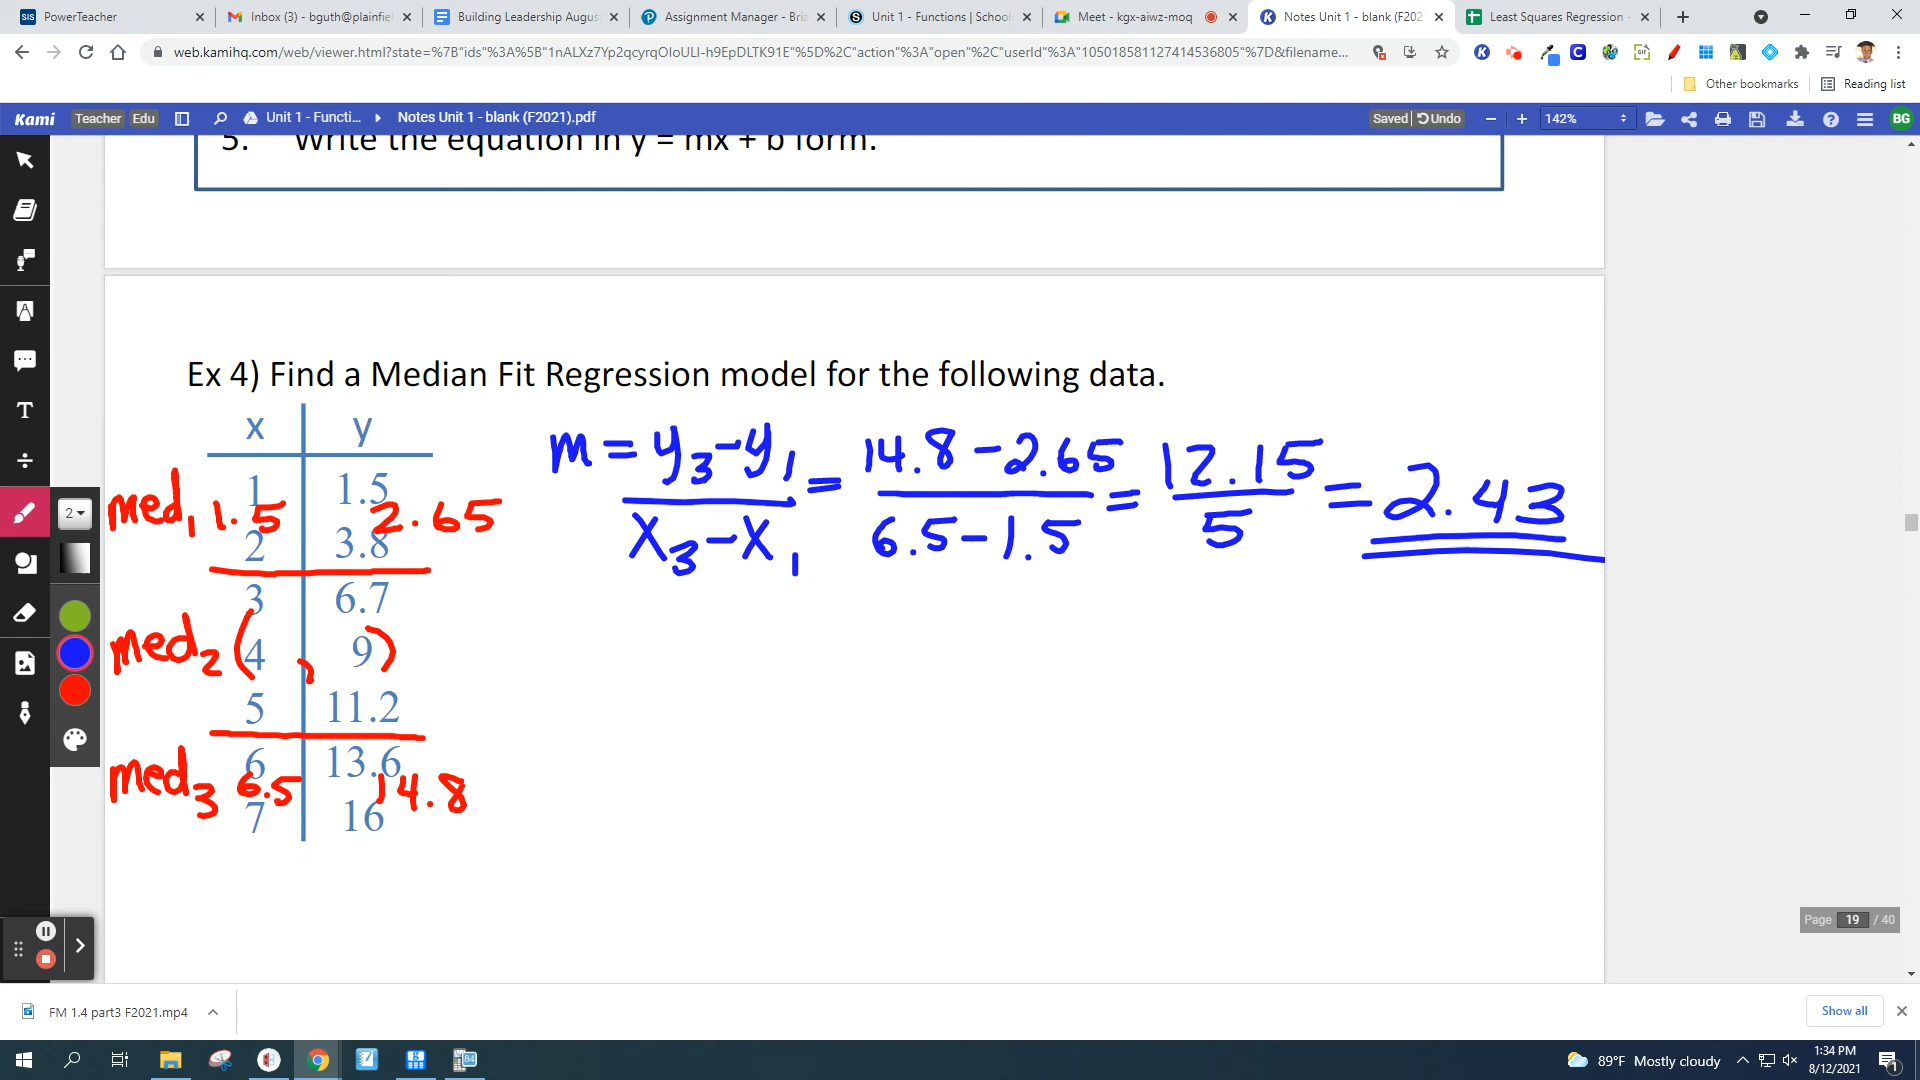 PowerTeacher
Inbox (3) - bguth@plainfie
Building Leadership Augus
Assignment Manager - Bria
Unit 1 - Functions | School
Meet - kgx-aiwz-moq
Notes Unit 1 - blank (F202
Least Squares Regression -
web.kamihq.com/web/viewer.html?state=%7B"ids"%3A%5B"1nALXz7Yp2qcyrqOIoULI-h9EpDLTK91E"%5D%2C"action"%3A"open"%2C"userId"%3A"105018581127414536805"%7D&filename...
Other bookmarks
Reading list
Kami Teacher Edu
Unit 1 - Functi...
Notes Unit 1 - blank (F2021).pdf
Saved Undo
142%
BG
5. Write the equation in y = mx + b form.
Ex 4) Find a Median Fit Regression model for the following data.
x y
1 1.5
med₁ 1.5 2.65
2 3.8
3 6.7
med₂ (4 , 9)
5 11.2
6 13.6
med₃ 6.5 14.8
7 16
m = y₃-y₁ = 14.8 - 2.65 = 12.15 = 2.43
x₃-x₁ 6.5-1.5 5
2
Page 19 / 40
FM 1.4 part3 F2021.mp4
Show all
89°F Mostly cloudy
1:34 PM
8/12/2021